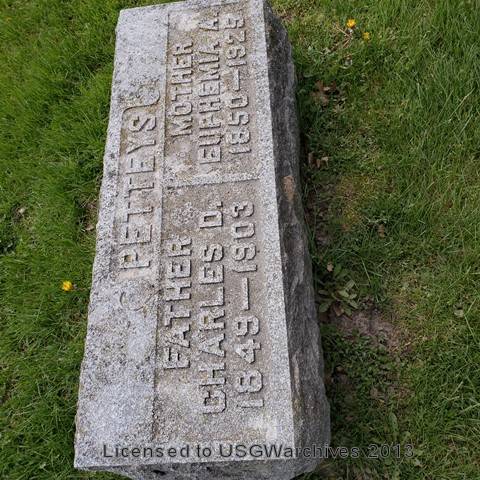 PETTEYS
FATHER
CHARLES D.
1849—1903
MOTHER
EUPHEMIA A.
1850—1929
Licensed to USGWarchives 2013